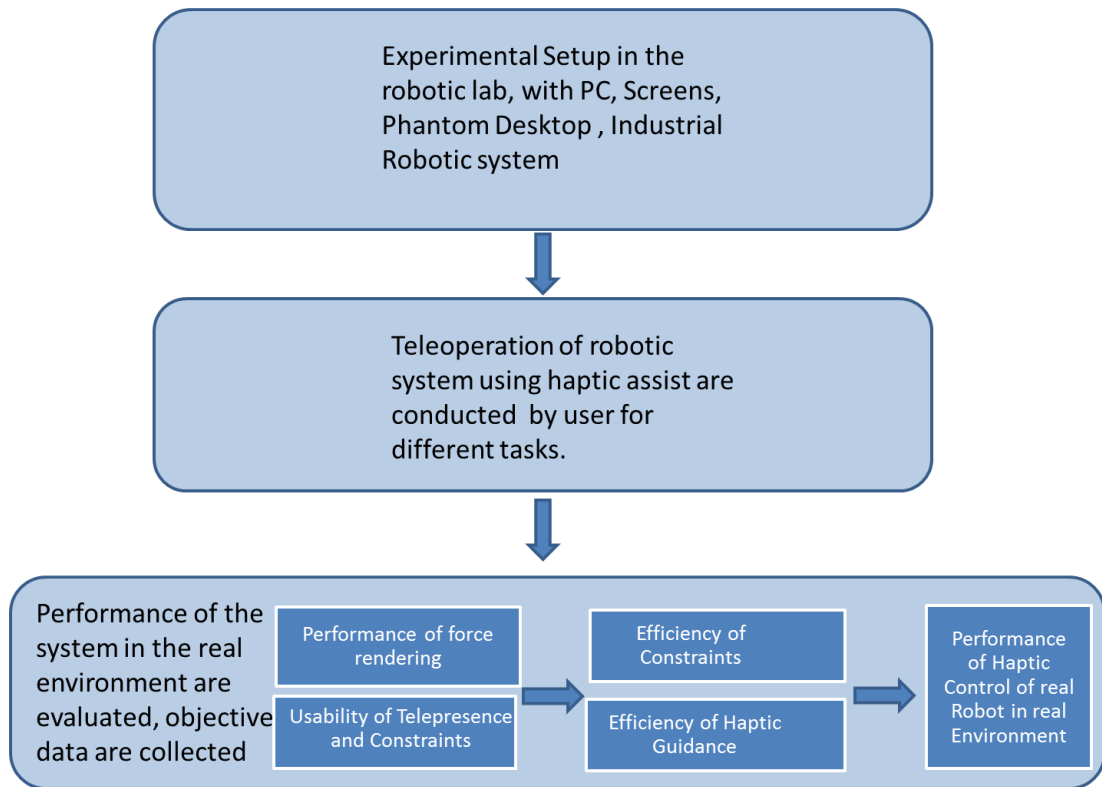 Experimental Setup in the
robotic lab, with PC, Screens,
Phantom Desktop , Industrial
Robotic system
Teleoperation of robotic
system using haptic assist are
conducted by user for
different tasks.
Performance of the
system in the real
environment are
evaluated, objective
data are collected
Performance of force
rendering
Usability of Telepresence
and Constraints
Efficiency of
Constraints
Efficiency of Haptic
Guidance
Performance
of Haptic
Control of real
Robot in real
Environment